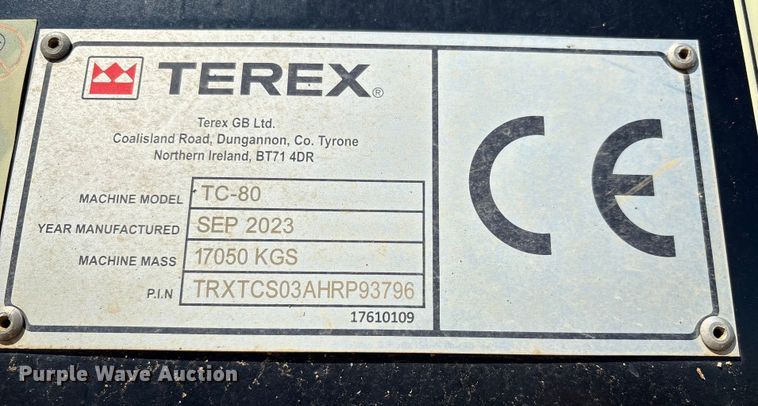 TEREX®
Terex GB Ltd.
Coalisland Road, Dungannon, Co. Tyrone
Northern Ireland, BT71 4DR
MACHINE MODEL TC-80
YEAR MANUFACTURED SEP 2023
MACHINE MASS 17050 KGS
P.I.N TRXTCS03AHRP93796
17610109
CE
Purple Wave Auction